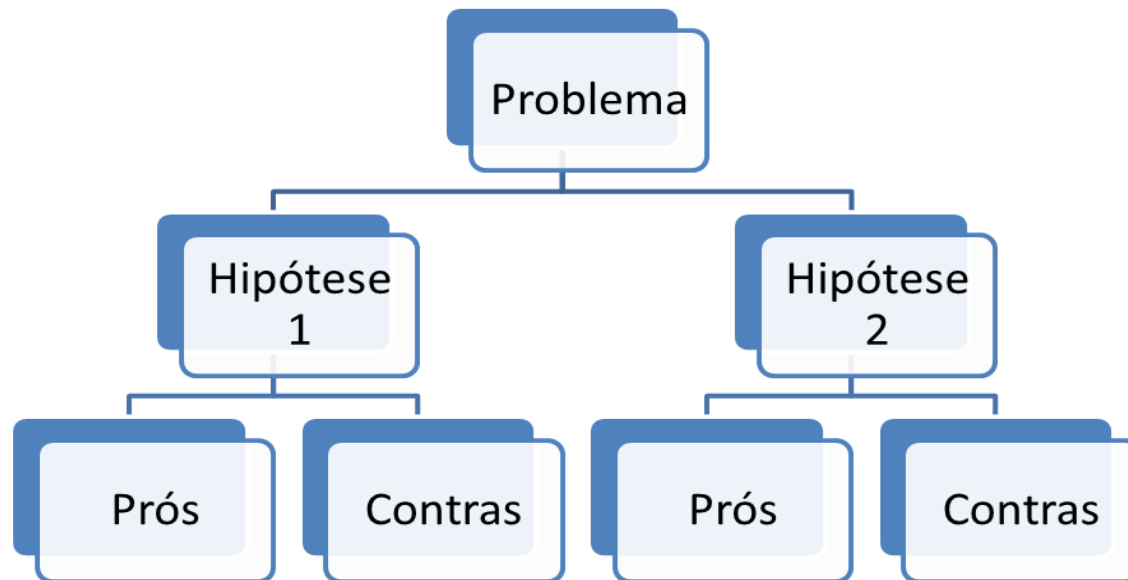 Problema
Hipótese
1
Hipótese
2
Prós
Contras
Prós
Contras